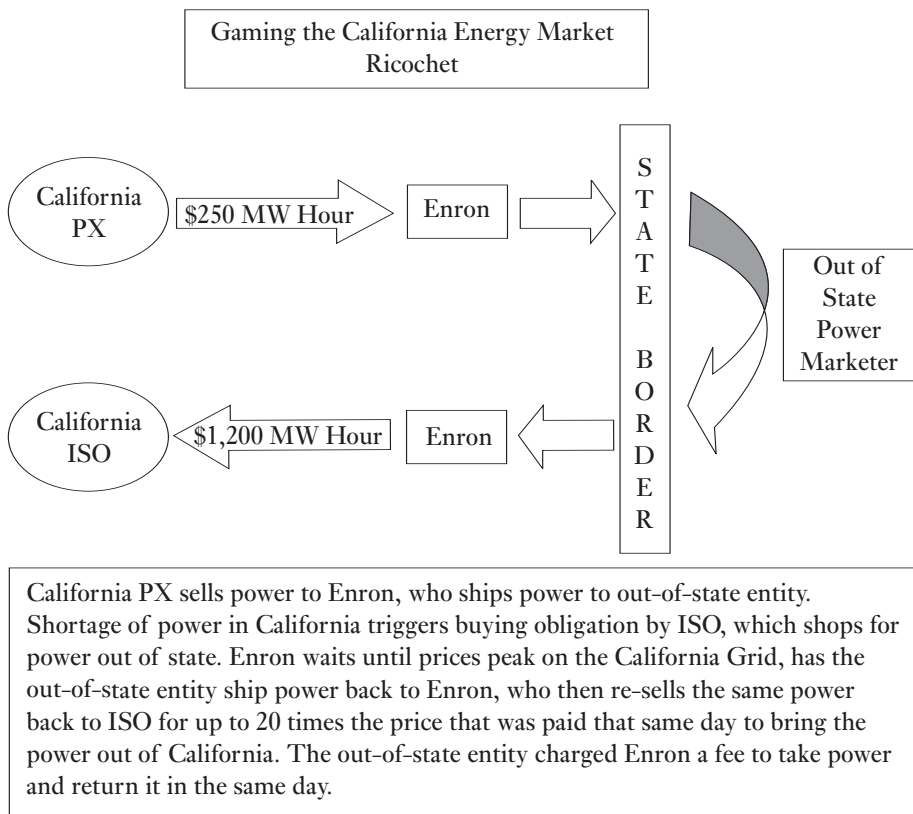 Gaming the California Energy Market
Ricochet
California
PX
$250 MW Hour
Enron
STATE BORDER
Out of
State
Power
Marketer
California
ISO
$1,200 MW Hour
Enron
California PX sells power to Enron, who ships power to out-of-state entity.
Shortage of power in California triggers buying obligation by ISO, which shops for
power out of state. Enron waits until prices peak on the California Grid, has the
out-of-state entity ship power back to Enron, who then re-sells the same power
back to ISO for up to 20 times the price that was paid that same day to bring the
power out of California. The out-of-state entity charged Enron a fee to take power
and return it in the same day.